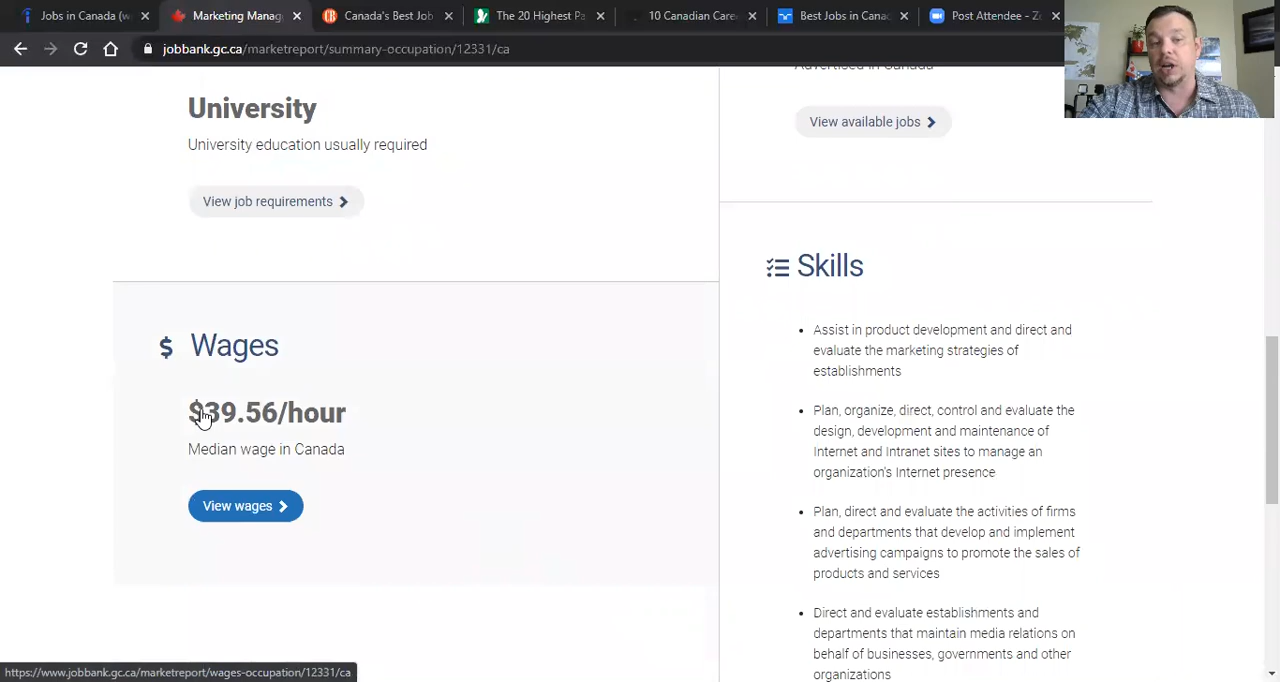 Jobs in Canada (w
Marketing Manag
Canada's Best Job
The 20 Highest Pa
10 Canadian Care
Best Jobs in Cana
Post Attendee - Zo
jobbank.gc.ca/marketreport/summary-occupation/12331/ca
Advertised in Canada
View available jobs
University
University education usually required
View job requirements
$ Wages
$39.56/hour
Median wage in Canada
View wages
Skills
• Assist in product development and direct and
evaluate the marketing strategies of
establishments
• Plan, organize, direct, control and evaluate the
design, development and maintenance of
Internet and Intranet sites to manage an
organization's Internet presence
• Plan, direct and evaluate the activities of firms
and departments that develop and implement
advertising campaigns to promote the sales of
products and services
• Direct and evaluate establishments and
departments that maintain media relations on
behalf of businesses, governments and other
organizations
https://www.jobbank.gc.ca/marketreport/wages-occupation/12331/ca